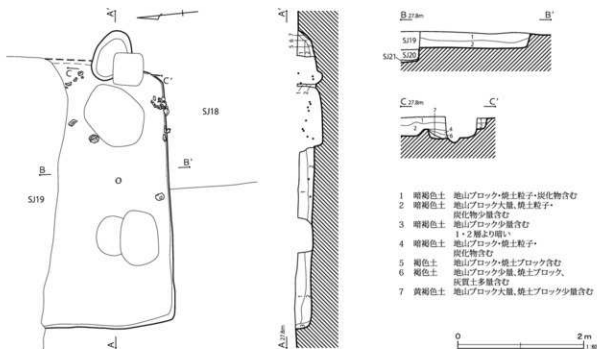 A'
A'
B 27.8m
B'
SJ19
1
2
SJ21
SJ20
C
C'
SJ18
C 27.8m
C'
7
1
2
4
6
B
B'
SJ19
1 暗褐色土 地山ブロック・焼土粒子・炭化物含む
2 暗褐色土 地山ブロック大量、焼土粒子・
炭化物少量含む
3 暗褐色土 地山ブロック少量含む
1・2層より暗い
4 暗褐色土 地山ブロック・焼土粒子・
炭化物含む
5 褐色土 地山ブロック・焼土ブロック含む
6 褐色土 地山ブロック少量、焼土ブロック、
灰質土多量含む
7 黄褐色土 地山ブロック大量、焼土ブロック少量含む
A
A 27.8m
0 2m